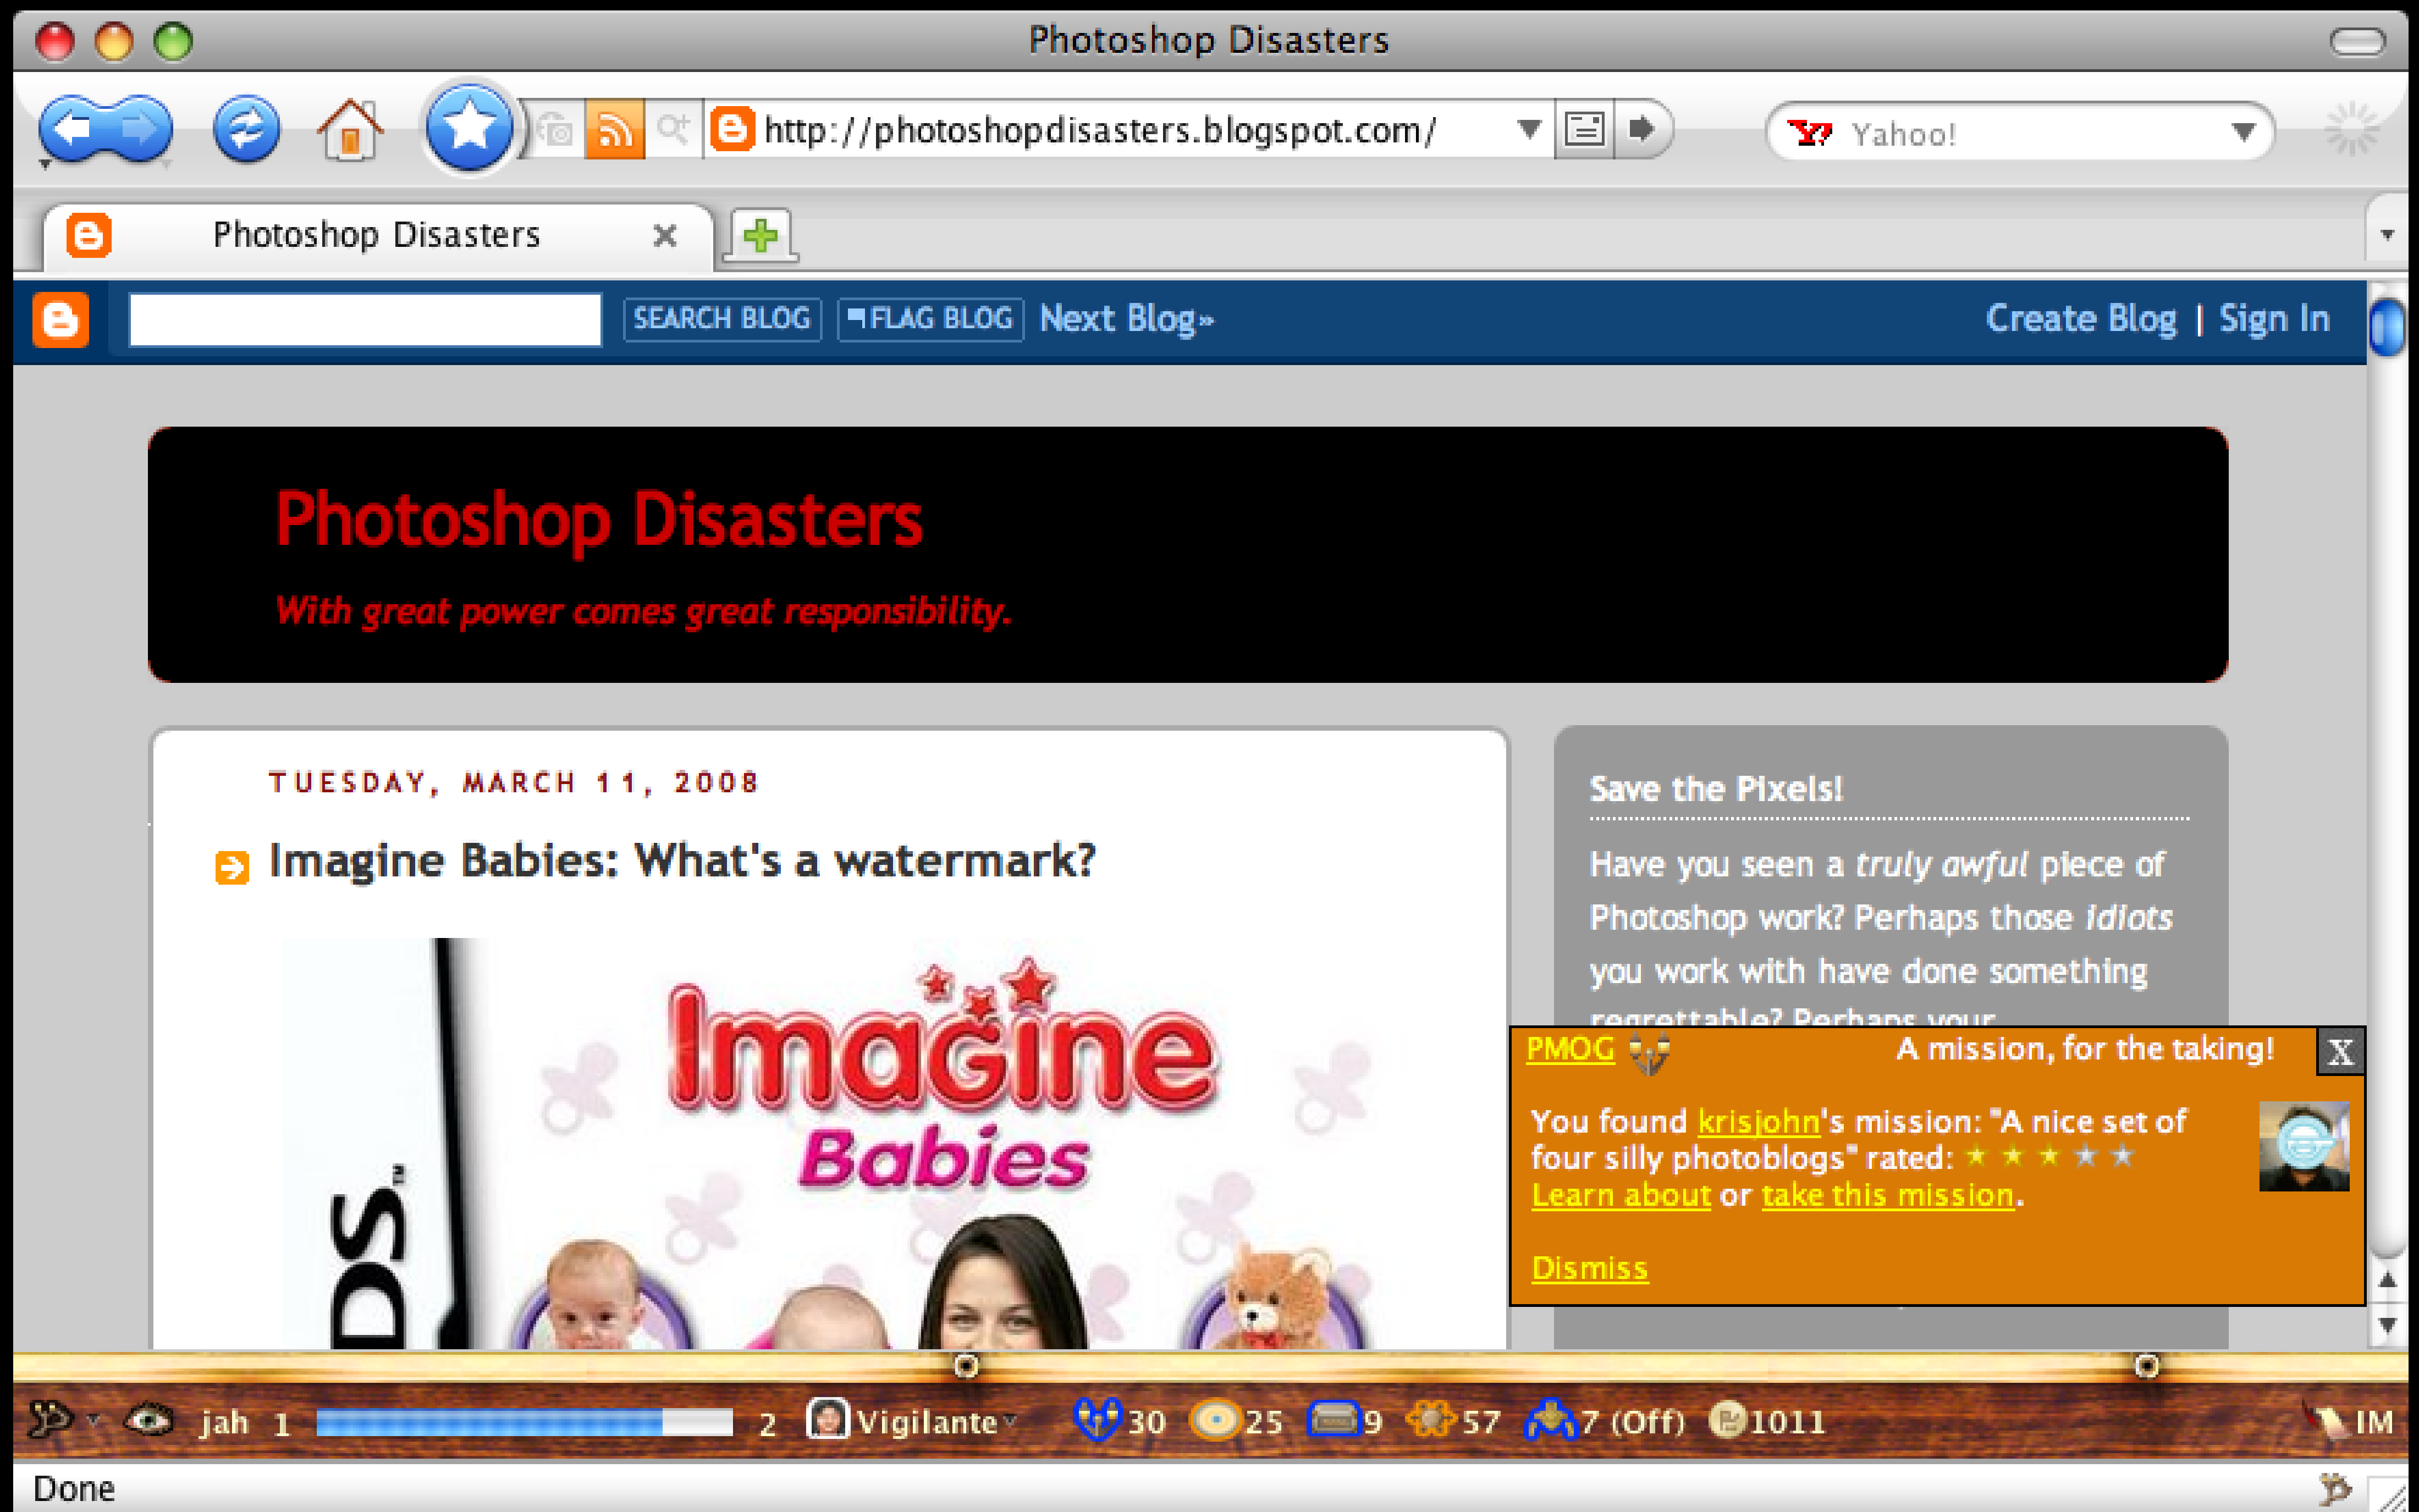 Photoshop Disasters
http://photoshopdisasters.blogspot.com/
Yahoo!
Photoshop Disasters
SEARCH BLOG FLAG BLOG Next Blog» Create Blog | Sign In
Photoshop Disasters
With great power comes great responsibility.
TUESDAY, MARCH 11, 2008
Imagine Babies: What's a watermark?
Imagine
Babies
DS™
Save the Pixels!
Have you seen a truly awful piece of
Photoshop work? Perhaps those idiots
you work with have done something
regrettable? Perhaps your
PMOG A mission, for the taking! X
You found krisjohn's mission: "A nice set of
four silly photoblogs" rated:
Learn about or take this mission.
Dismiss
jah 1 2 Vigilante 30 25 9 57 7 (Off) 1011 IM
Done